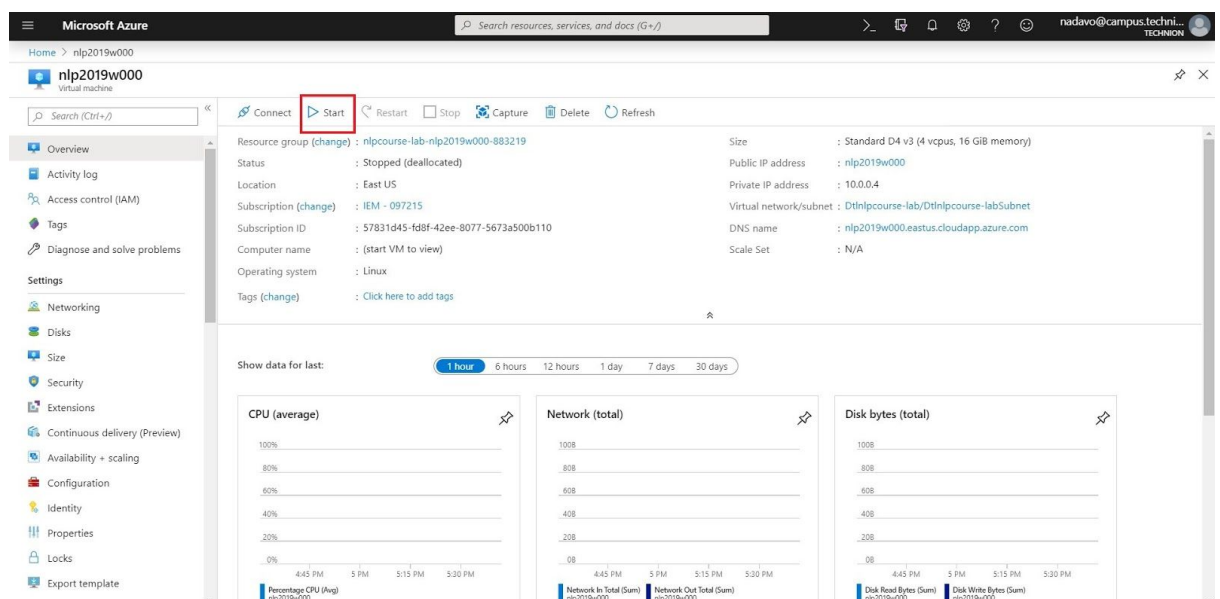 Microsoft Azure
Search resources, services, and docs (G+/)
nadavo@campus.techni...
TECHNION
Home > nlp2019w000
nlp2019w000
Virtual machine
Search (Ctrl+/)
Overview
Activity log
Access control (IAM)
Tags
Diagnose and solve problems
Settings
Networking
Disks
Size
Security
Extensions
Continuous delivery (Preview)
Availability + scaling
Configuration
Identity
Properties
Locks
Export template
Connect Start Restart Stop Capture Delete Refresh
Resource group (change) : nlpcourse-lab-nlp2019w000-883219
Status : Stopped (deallocated)
Location : East US
Subscription (change) : IEM - 097215
Subscription ID : 57831d45-fd8f-42ee-8077-5673a500b110
Computer name : (start VM to view)
Operating system : Linux
Tags (change) : Click here to add tags
Size : Standard D4 v3 (4 vcpus, 16 GiB memory)
Public IP address : nlp2019w000
Private IP address : 10.0.0.4
Virtual network/subnet : Dtlnlpcourse-lab/Dtlnlpcourse-labSubnet
DNS name : nlp2019w000.eastus.cloudapp.azure.com
Scale Set : N/A
Show data for last: 1 hour 6 hours 12 hours 1 day 7 days 30 days
CPU (average)
100%
80%
60%
40%
20%
0%
4:45 PM 5 PM 5:15 PM 5:30 PM
Percentage CPU (Avg)
nlp2019w000
Network (total)
100B
80B
60B
40B
20B
0B
4:45 PM 5 PM 5:15 PM 5:30 PM
Network In Total (Sum) Network Out Total (Sum)
nlp2019w000 nlp2019w000
Disk bytes (total)
100B
80B
60B
40B
20B
0B
4:45 PM 5 PM 5:15 PM 5:30 PM
Disk Read Bytes (Sum) Disk Write Bytes (Sum)
nlp2019w000 nlp2019w000